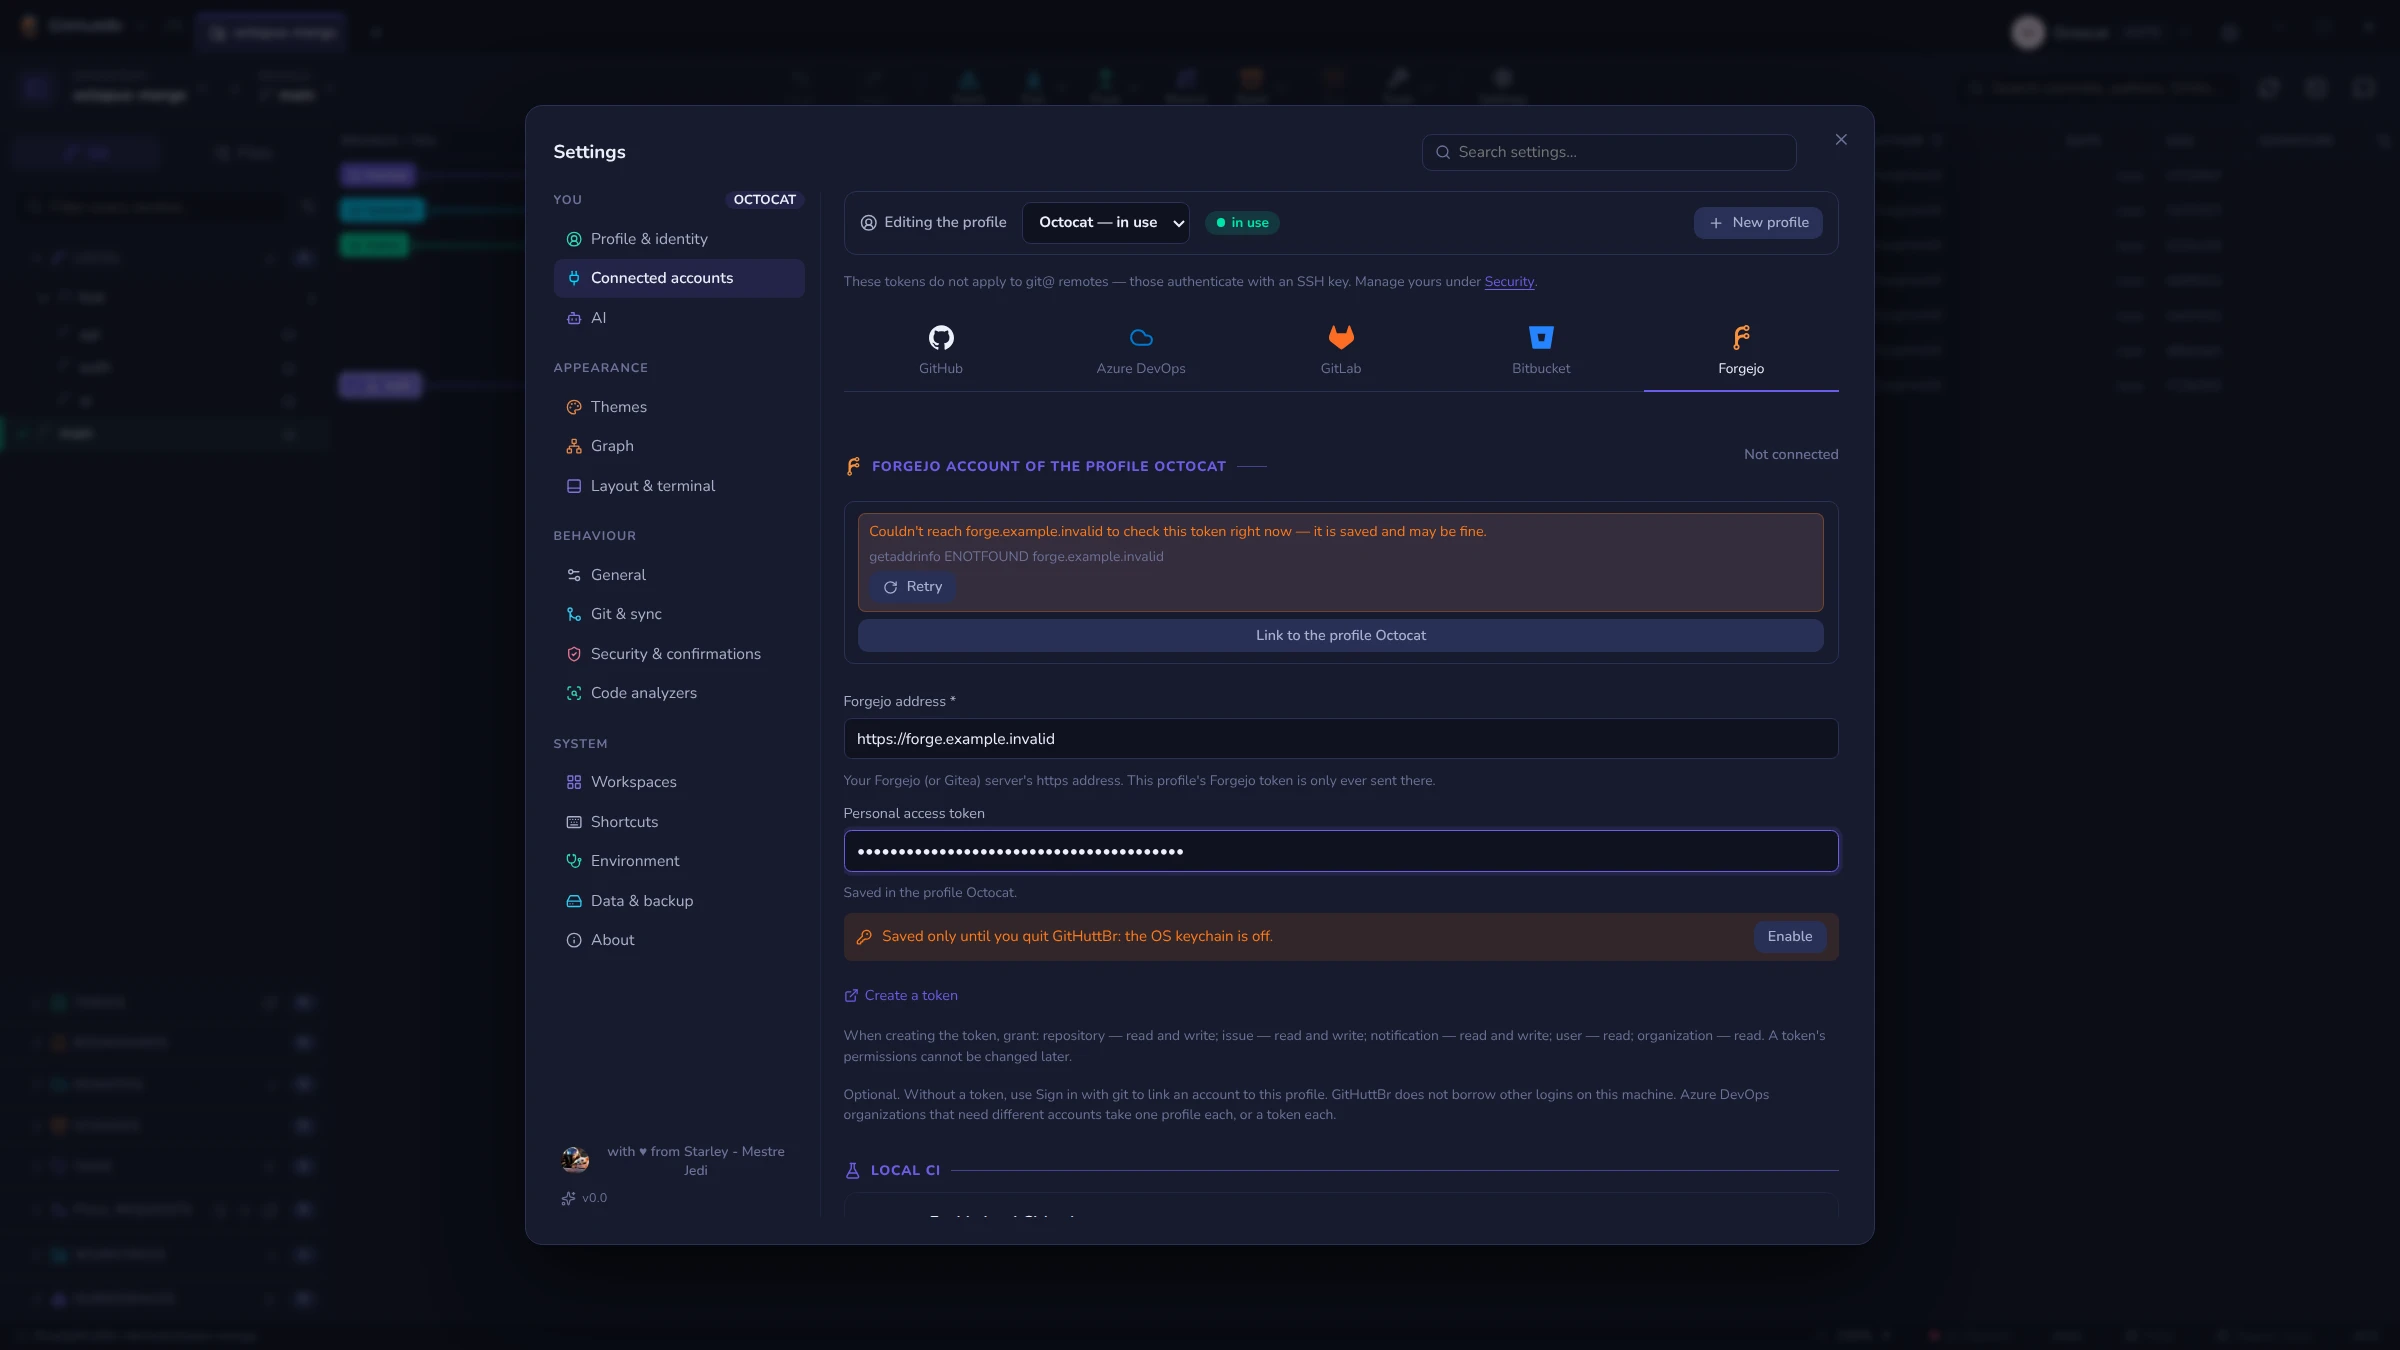 Settings
Search settings...
YOU
OCTOCAT
Profile & identity
Connected accounts
AI
APPEARANCE
Themes
Graph
Layout & terminal
BEHAVIOUR
General
Git & sync
Security & confirmations
Code analyzers
SYSTEM
Workspaces
Shortcuts
Environment
Data & backup
About
with ♥ from Starley - Mestre
Jedi
v0.0
Editing the profile
Octocat — in use
in use
New profile
These tokens do not apply to git@ remotes — those authenticate with an SSH key. Manage yours under Security.
GitHub
Azure DevOps
GitLab
Bitbucket
Forgejo
FORGEJO ACCOUNT OF THE PROFILE OCTOCAT
Not connected
Couldn't reach forge.example.invalid to check this token right now — it is saved and may be fine.
getaddrinfo ENOTFOUND forge.example.invalid
Retry
Link to the profile Octocat
Forgejo address *
https://forge.example.invalid
Your Forgejo (or Gitea) server's https address. This profile's Forgejo token is only ever sent there.
Personal access token
••••••••••••••••••••••••••••••••••••••••
Saved in the profile Octocat.
Saved only until you quit GitHuttBr: the OS keychain is off.
Enable
Create a token
When creating the token, grant: repository — read and write; issue — read and write; notification — read and write; user — read; organization — read. A token's
permissions cannot be changed later.
Optional. Without a token, use Sign in with git to link an account to this profile. GitHuttBr does not borrow other logins on this machine. Azure DevOps
organizations that need different accounts take one profile each, or a token each.
LOCAL CI